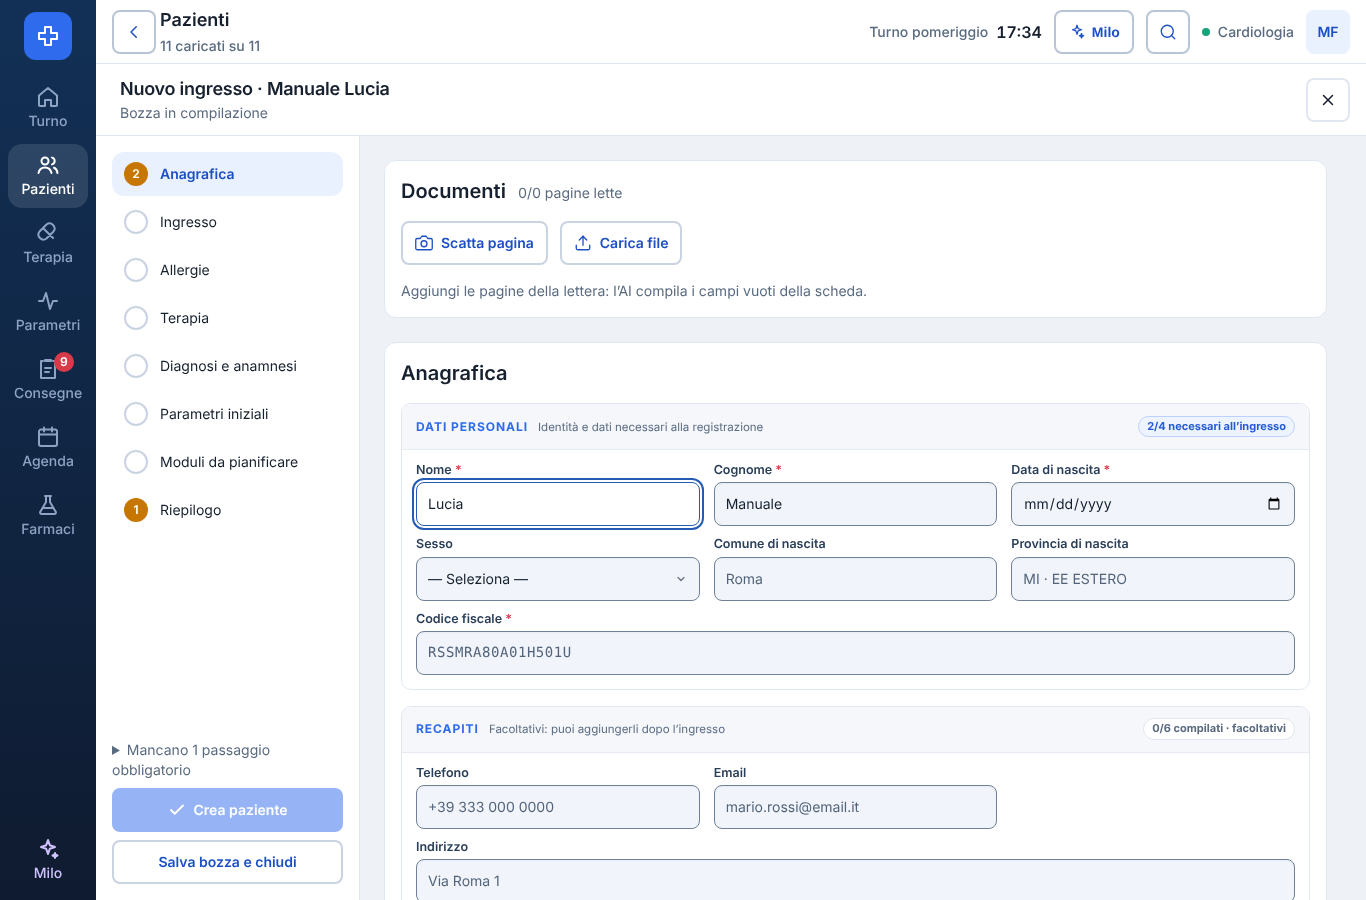 Pazienti
11 caricati su 11
Turno pomeriggio 17:34
Milo
Cardiologia
MF
Turno
Pazienti
Terapia
Parametri
9
Consegne
Agenda
Farmaci
Milo
Nuovo ingresso · Manuale Lucia
Bozza in compilazione
2 Anagrafica
Ingresso
Allergie
Terapia
Diagnosi e anamnesi
Parametri iniziali
Moduli da pianificare
1 Riepilogo
Mancano 1 passaggio
obbligatorio
Crea paziente
Salva bozza e chiudi
Documenti 0/0 pagine lette
Scatta pagina
Carica file
Aggiungi le pagine della lettera: l’AI compila i campi vuoti della scheda.
Anagrafica
DATI PERSONALI Identità e dati necessari alla registrazione 2/4 necessari all’ingresso
Nome * Cognome * Data di nascita *
Lucia Manuale mm/dd/yyyy
Sesso Comune di nascita Provincia di nascita
— Seleziona — Roma MI · EE ESTERO
Codice fiscale *
RSSMRA80A01H501U
RECAPITI Facoltativi: puoi aggiungerli dopo l’ingresso 0/6 compilati · facoltativi
Telefono Email
+39 333 000 0000 mario.rossi@email.it
Indirizzo
Via Roma 1